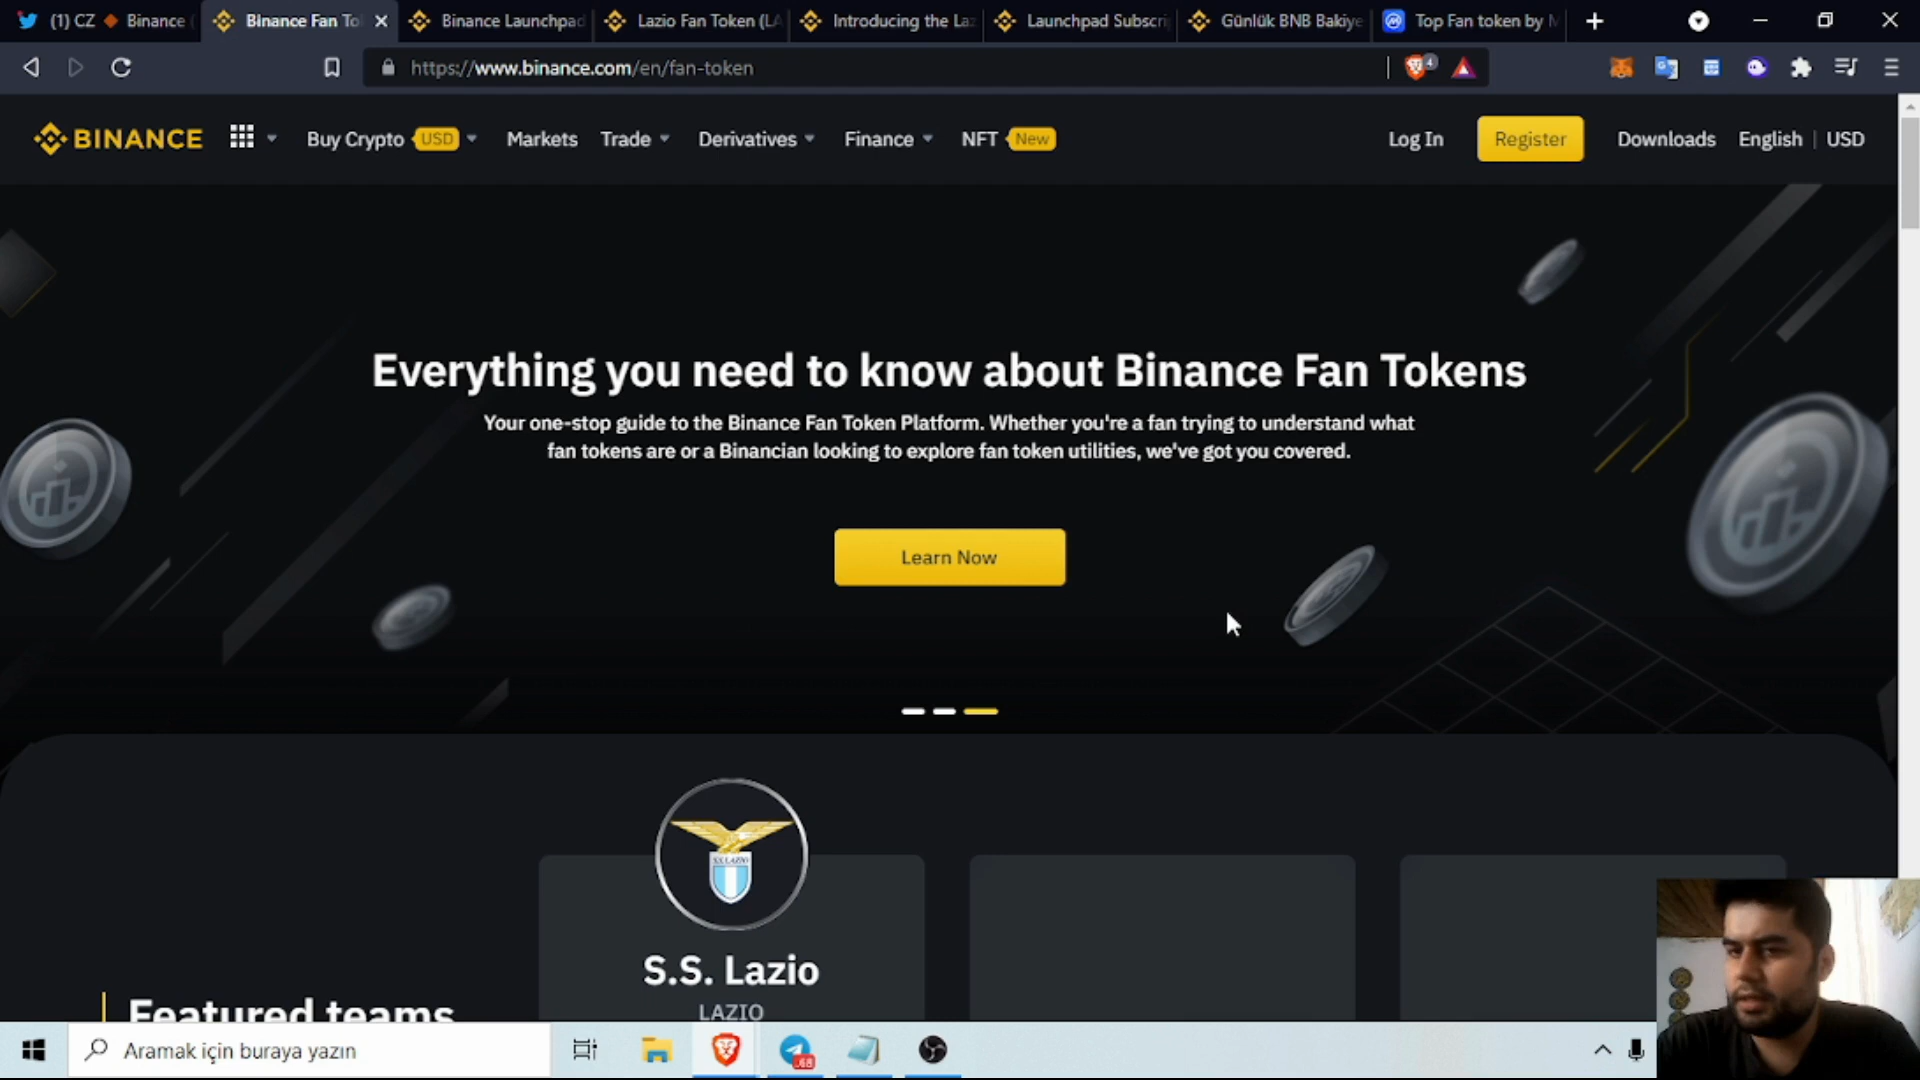 (1) CZ 🔶 Binance (
Binance Fan To
Binance Launchpad
Lazio Fan Token (LA
Introducing the Laz
Launchpad Subscri
Günlük BNB Bakiye
Top Fan token by M
https://www.binance.com/en/fan-token
4
BINANCE
Buy Crypto USD
Markets
Trade
Derivatives
Finance
NFT New
Log In
Register
Downloads
English | USD
Everything you need to know about Binance Fan Tokens
Your one-stop guide to the Binance Fan Token Platform. Whether you're a fan trying to understand what
fan tokens are or a Binancian looking to explore fan token utilities, we've got you covered.
Learn Now
S.S. LAZIO
S.S. Lazio
LAZIO
Featured teams
Aramak için buraya yazın